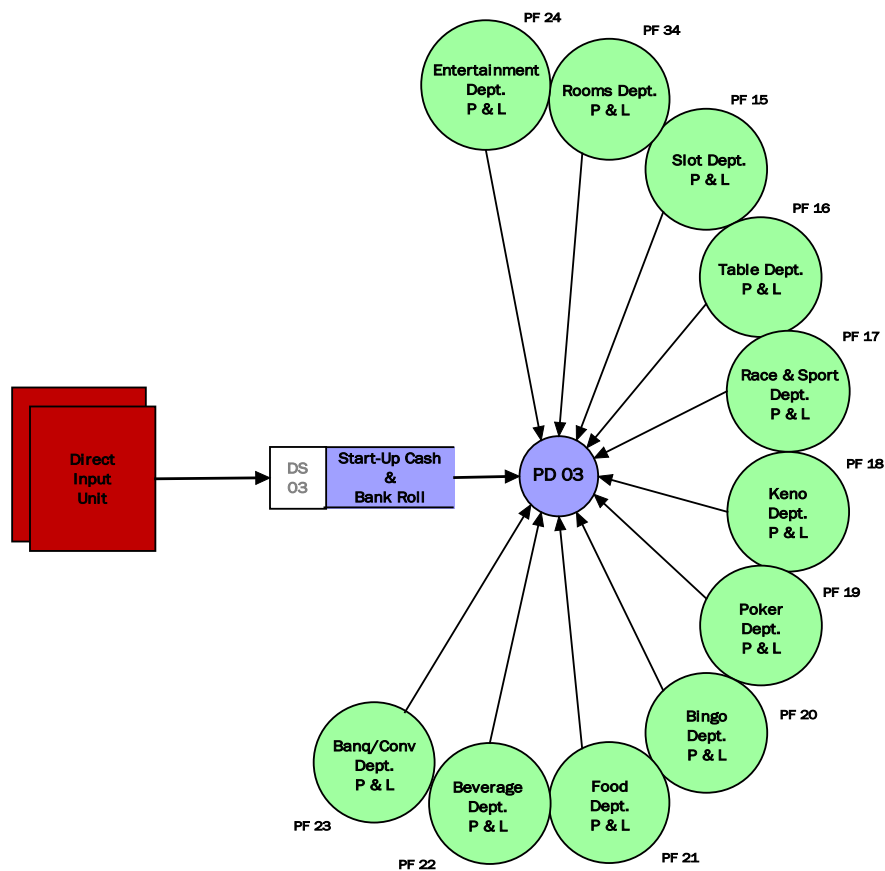 PF 24
Entertainment
Dept.
P & L
PF 34
Rooms Dept.
P & L
PF 15
Slot Dept.
P & L
PF 16
Table Dept.
P & L
PF 17
Race & Sport
Dept.
P & L
PF 18
Keno
Dept.
P & L
PF 19
Poker
Dept.
P & L
PF 20
Bingo
Dept.
P & L
PF 21
Food
Dept.
P & L
PF 22
Beverage
Dept.
P & L
PF 23
Banq/Conv
Dept.
P & L
Direct
Input
Unit
DS
03
Start-Up Cash
&
Bank Roll
PD 03